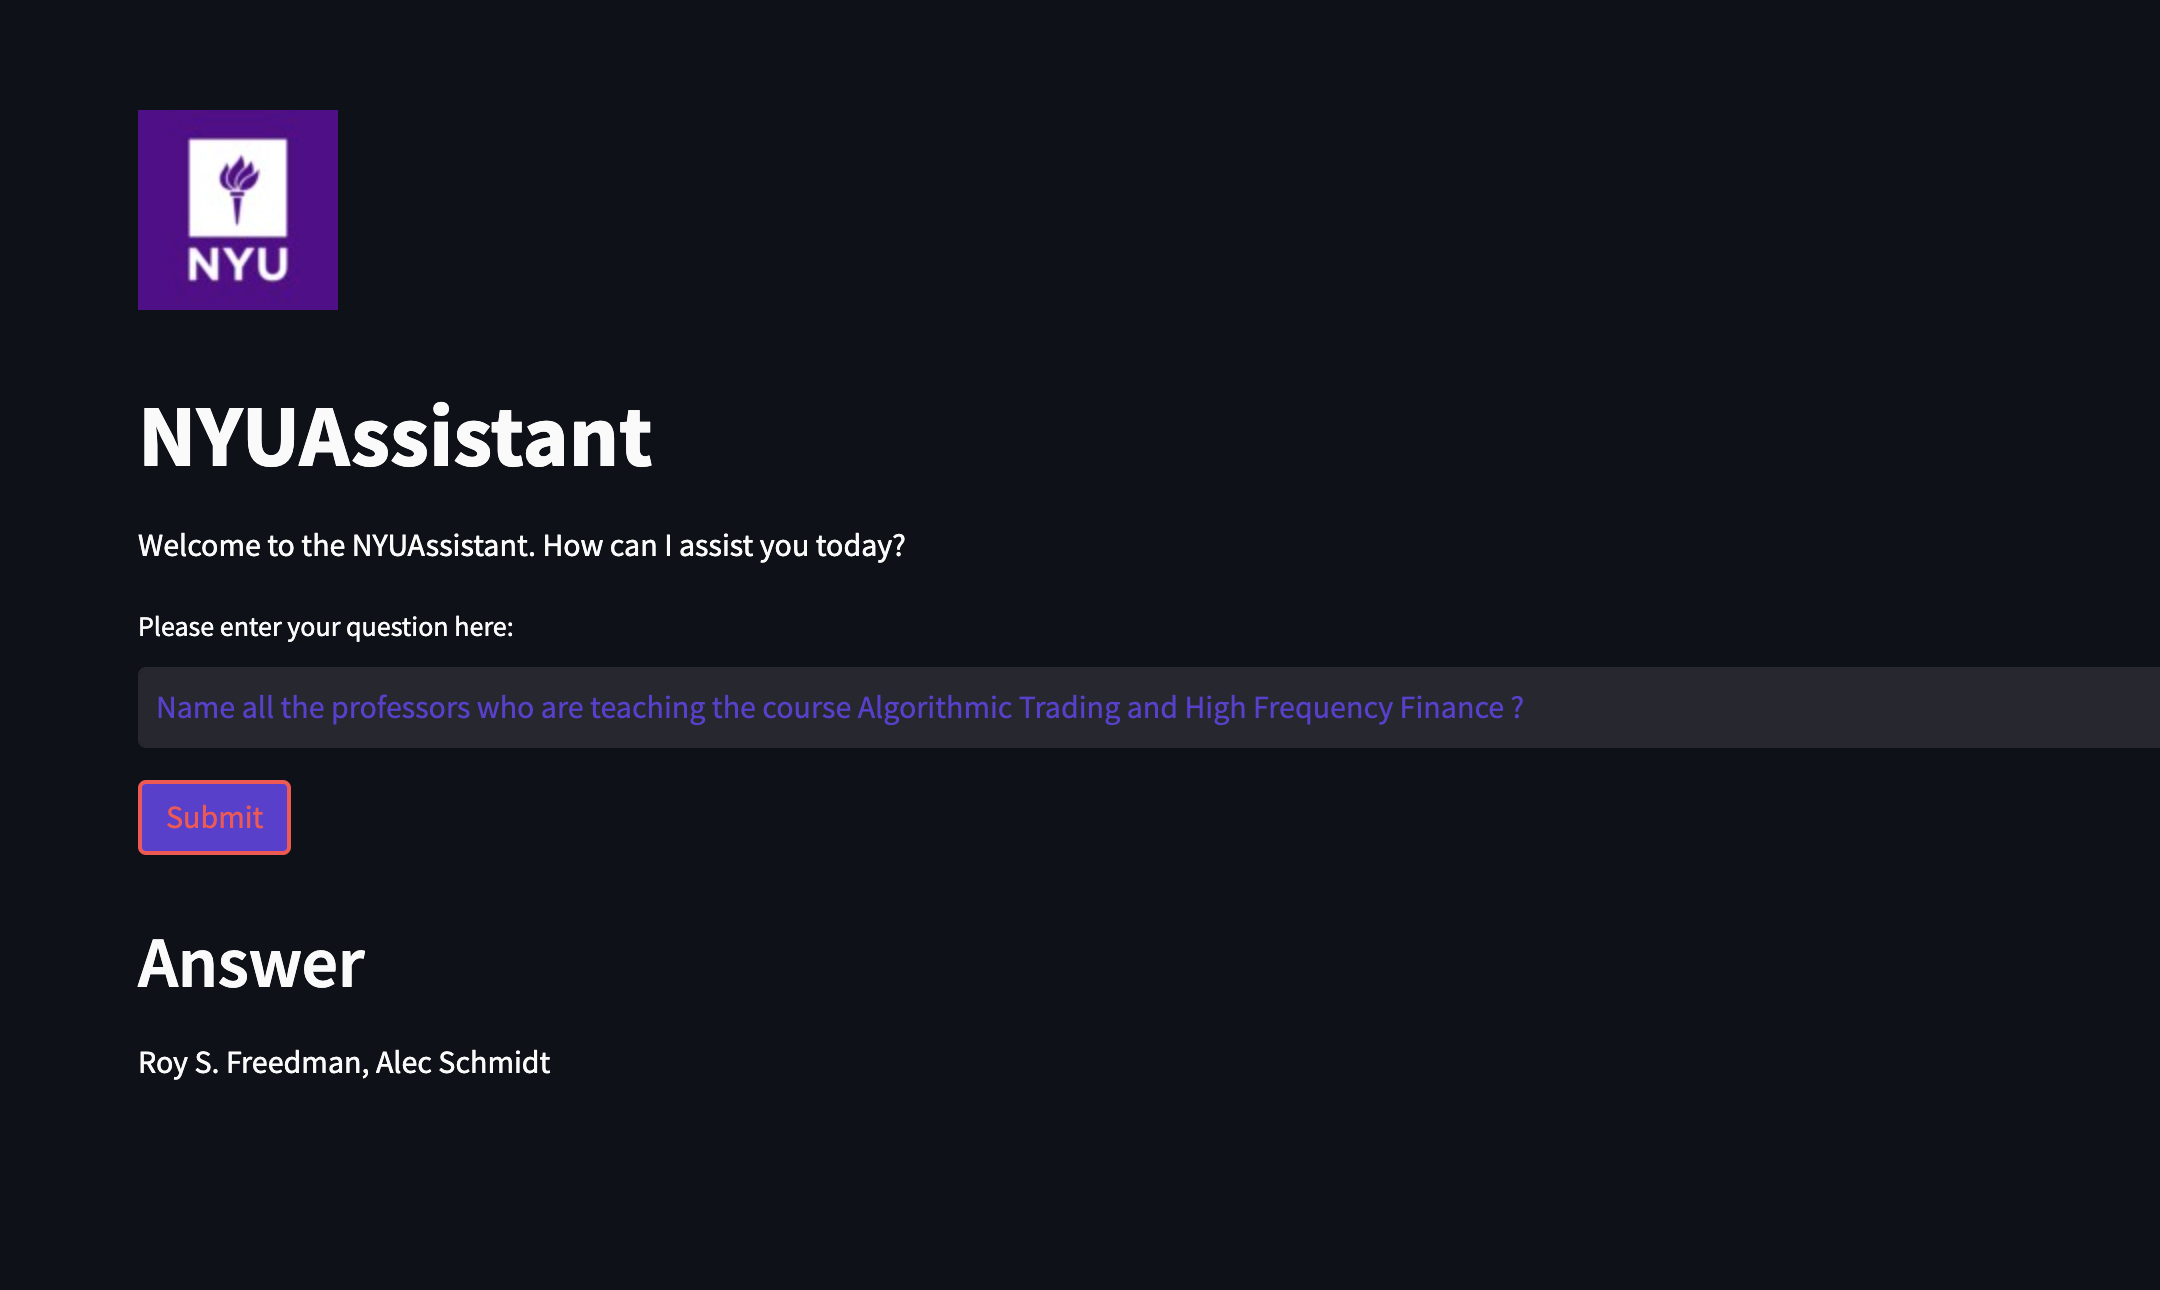 NYU
NYUAssistant
Welcome to the NYUAssistant. How can I assist you today?
Please enter your question here:
Name all the professors who are teaching the course Algorithmic Trading and High Frequency Finance ?
Submit
Answer
Roy S. Freedman, Alec Schmidt